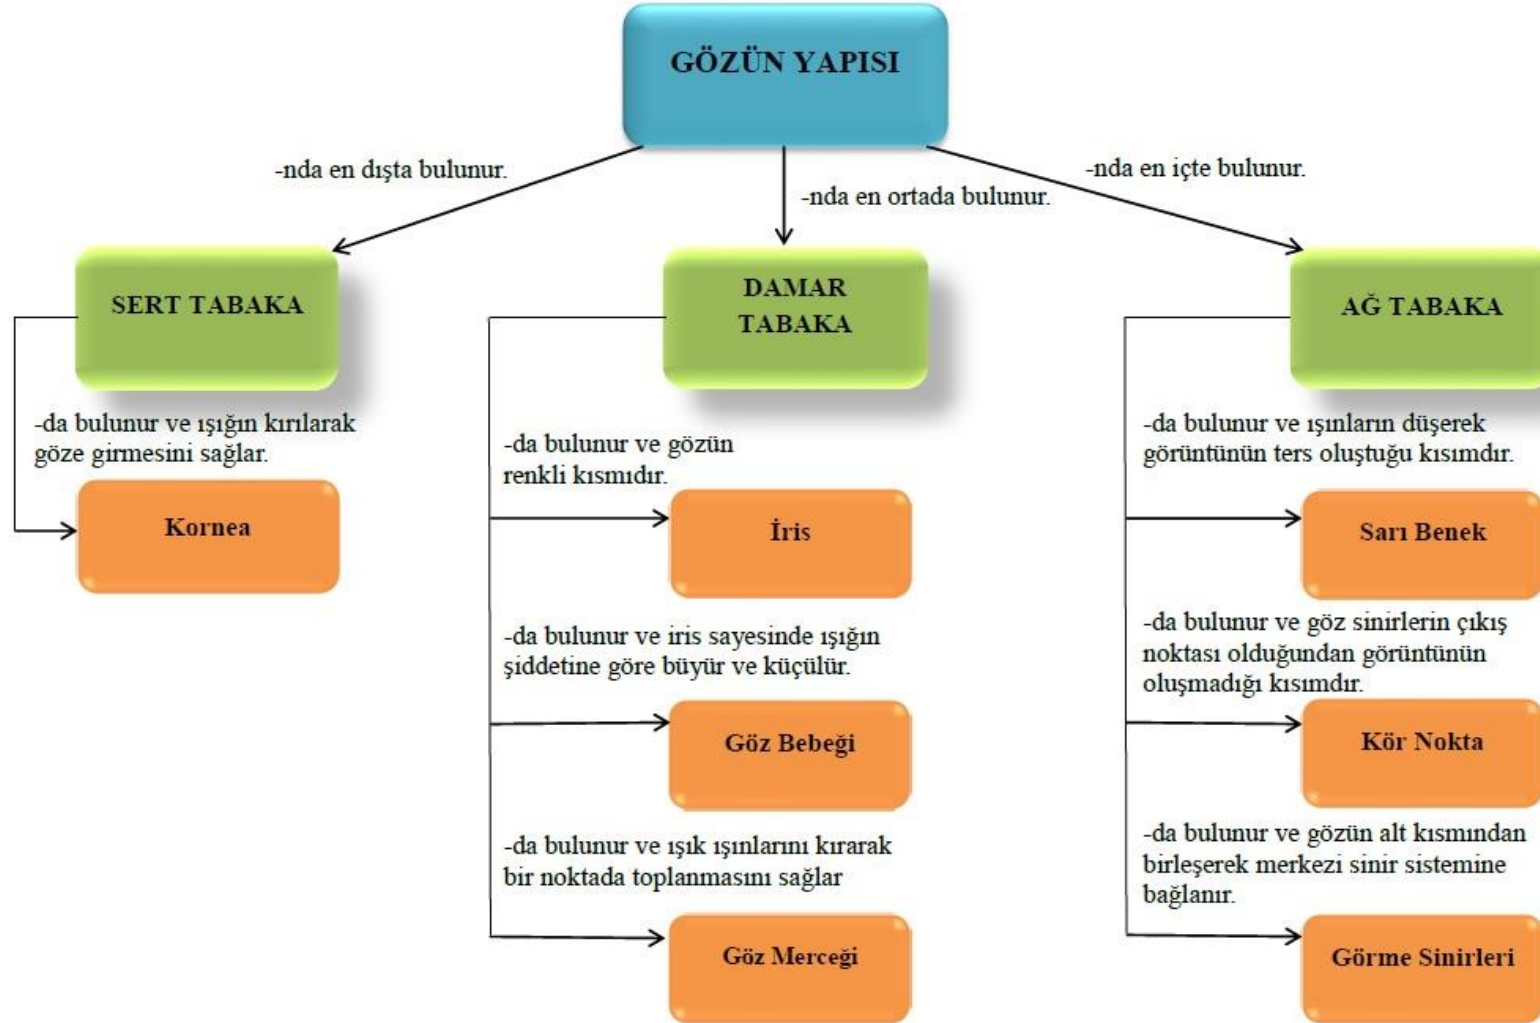 GÖZÜN YAPISI
-nda en dışta bulunur.
-nda en ortada bulunur.
-nda en içte bulunur.
SERT TABAKA
-da bulunur ve ışığın kırılarak
göze girmesini sağlar.
Kornea
DAMAR
TABAKA
-da bulunur ve gözün
renkli kısmıdır.
İris
-da bulunur ve iris sayesinde ışığın
şiddetine göre büyür ve küçülür.
Göz Bebeği
-da bulunur ve ışık ışınlarını kırarak
bir noktada toplanmasını sağlar
Göz Merceği
AĞ TABAKA
-da bulunur ve ışınların düşerek
görüntünün ters oluştuğu kısımdır.
Sarı Benek
-da bulunur ve göz sinirlerin çıkış
noktası olduğundan görüntünün
oluşmadığı kısımdır.
Kör Nokta
-da bulunur ve gözün alt kısmından
birleşerek merkezi sinir sistemine
bağlanır.
Görme Sinirleri